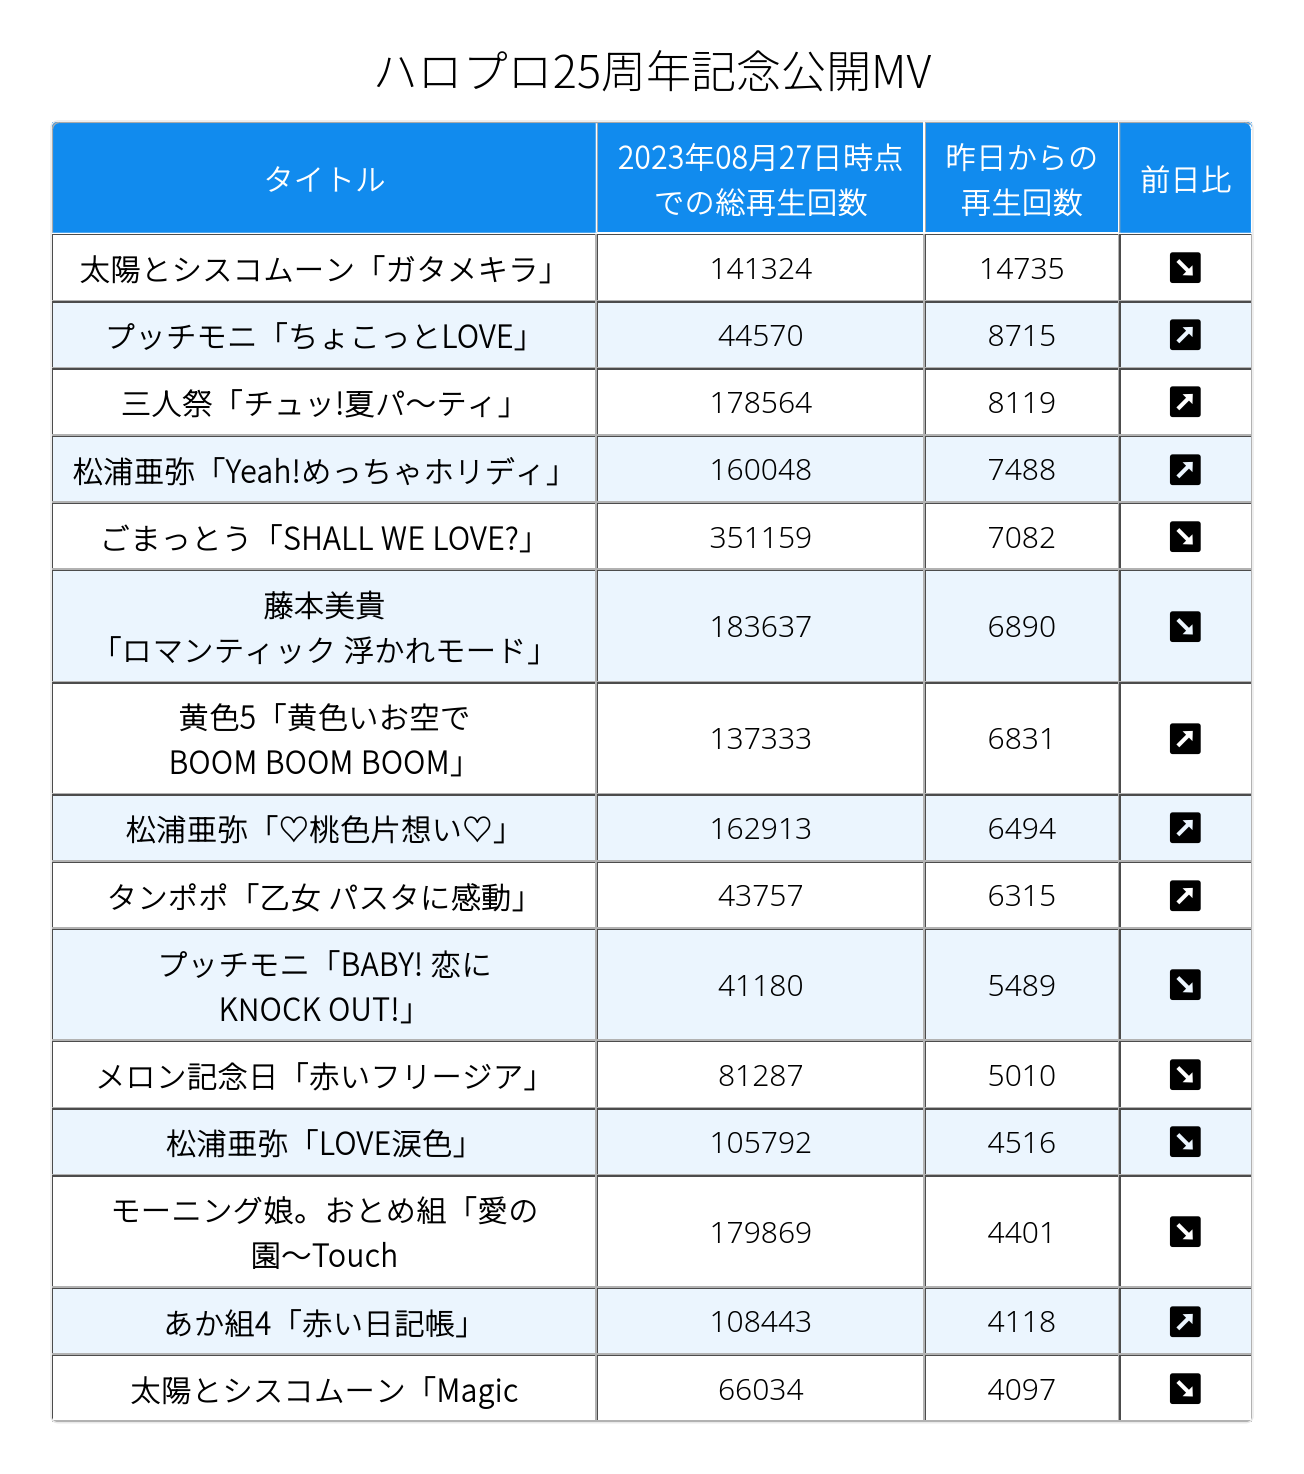 ハロプロ25周年記念公開MV
タイトル
2023年08月27日時点
での総再生回数
昨日からの
再生回数
前日比
太陽とシスコムーン「ガタメキラ」 141324 14735
プッチモニ「ちょこっとLOVE」 44570 8715
三人祭「チュッ!夏パ〜ティ」 178564 8119
松浦亜弥「Yeah!めっちゃホリディ」 160048 7488
ごまっとう「SHALL WE LOVE?」 351159 7082
藤本美貴
「ロマンティック 浮かれモード」 183637 6890
黄色5「黄色いお空で
BOOM BOOM BOOM」 137333 6831
松浦亜弥「♡桃色片想い♡」 162913 6494
タンポポ「乙女 パスタに感動」 43757 6315
プッチモニ「BABY! 恋に
KNOCK OUT!」 41180 5489
メロン記念日「赤いフリージア」 81287 5010
松浦亜弥「LOVE涙色」 105792 4516
モーニング娘。おとめ組「愛の
園〜Touch 179869 4401
あか組4「赤い日記帳」 108443 4118
太陽とシスコムーン「Magic 66034 4097